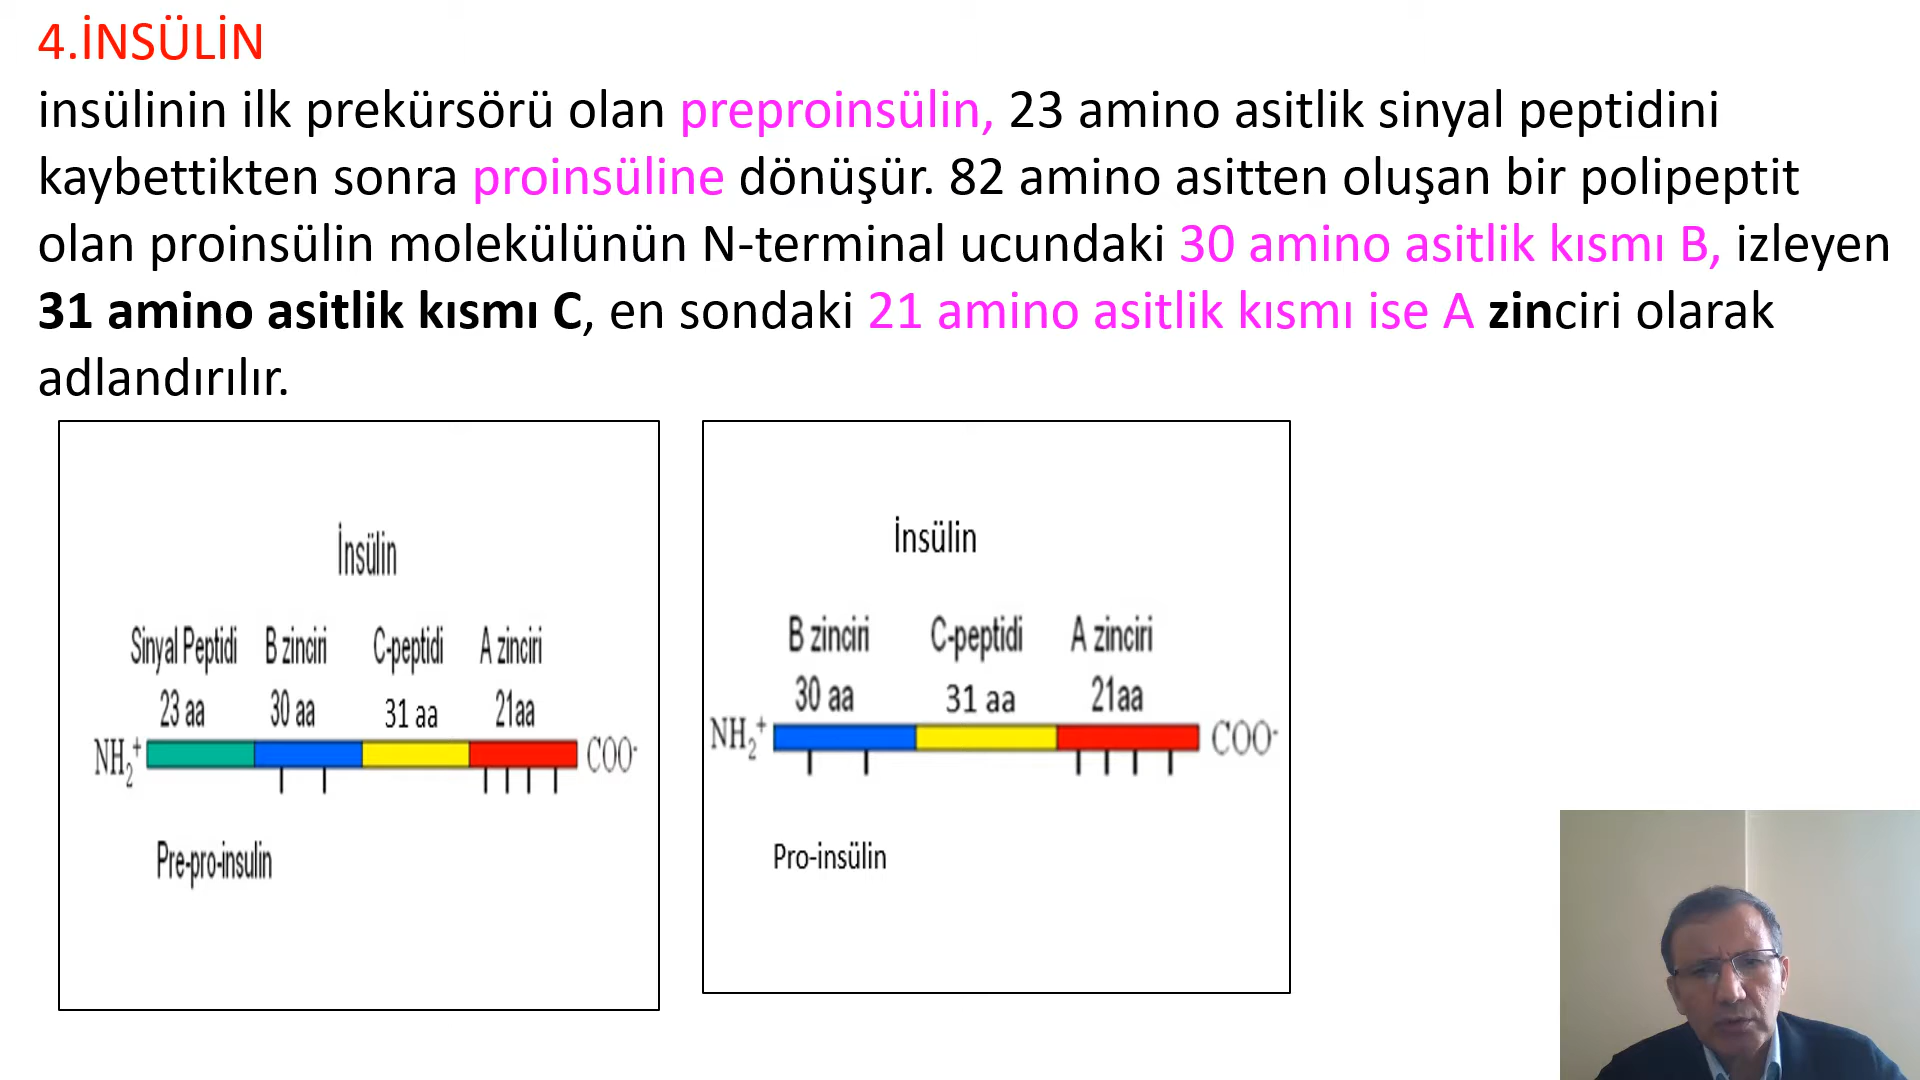 4.İNSÜLİN
insülinin ilk prekürsörü olan preproinsülin, 23 amino asitlik sinyal peptidini
kaybettikten sonra proinsüline dönüşür. 82 amino asitten oluşan bir polipeptit
olan proinsülin molekülünün N-terminal ucundaki 30 amino asitlik kısmı B, izleyen
31 amino asitlik kısmı C, en sondaki 21 amino asitlik kısmı ise A zinciri olarak
adlandırılır.
İnsülin
Sinyal Peptidi B zinciri C-peptidi A zinciri
23 aa 30 aa 31 aa 21aa
NH₂⁺ COO⁻
Pre-pro-insulin
İnsülin
B zinciri C-peptidi A zinciri
30 aa 31 aa 21aa
NH₂⁺ COO⁻
Pro-insülin